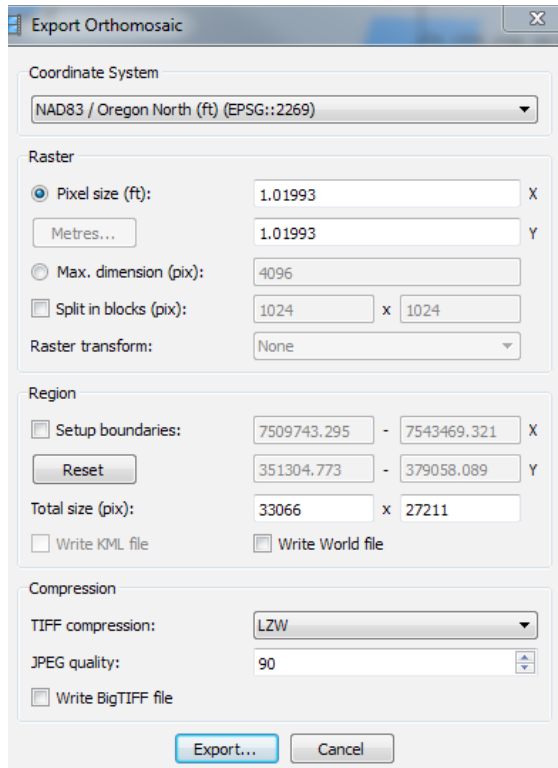 Export Orthomosaic
Coordinate System
NAD83 / Oregon North (ft) (EPSG::2269)
Raster
Pixel size (ft): 1.01993 X
Metres... 1.01993 Y
Max. dimension (pix): 4096
Split in blocks (pix): 1024 x 1024
Raster transform: None
Region
Setup boundaries: 7509743.295 - 7543469.321 X
Reset 351304.773 - 379058.089 Y
Total size (pix): 33066 x 27211
Write KML file Write World file
Compression
TIFF compression: LZW
JPEG quality: 90
Write BigTIFF file
Export... Cancel